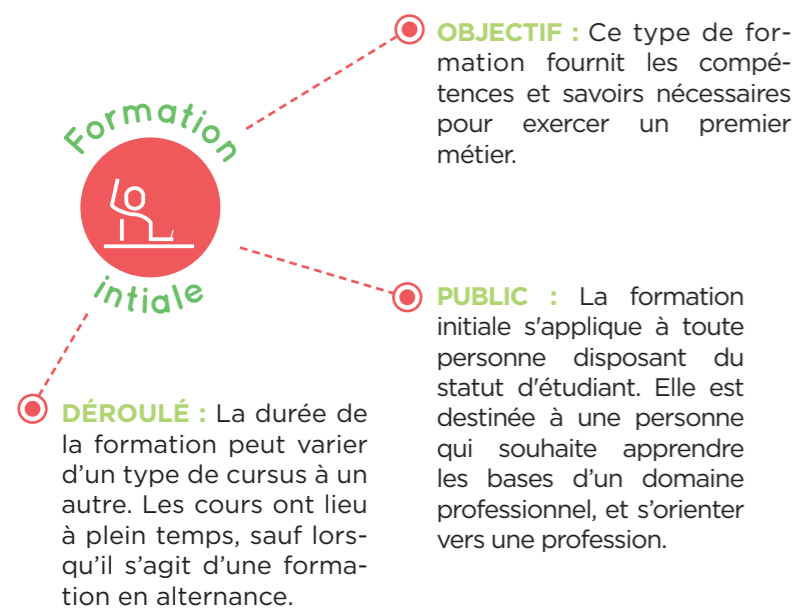 Formation
intiale
OBJECTIF : Ce type de for-
mation fournit les compé-
tences et savoirs nécessaires
pour exercer un premier
métier.
PUBLIC : La formation
initiale s'applique à toute
personne disposant du
statut d'étudiant. Elle est
destinée à une personne
qui souhaite apprendre
les bases d'un domaine
professionnel, et s'orienter
vers une profession.
DÉROULÉ : La durée de
la formation peut varier
d'un type de cursus à un
autre. Les cours ont lieu
à plein temps, sauf lors-
qu'il s'agit d'une forma-
tion en alternance.